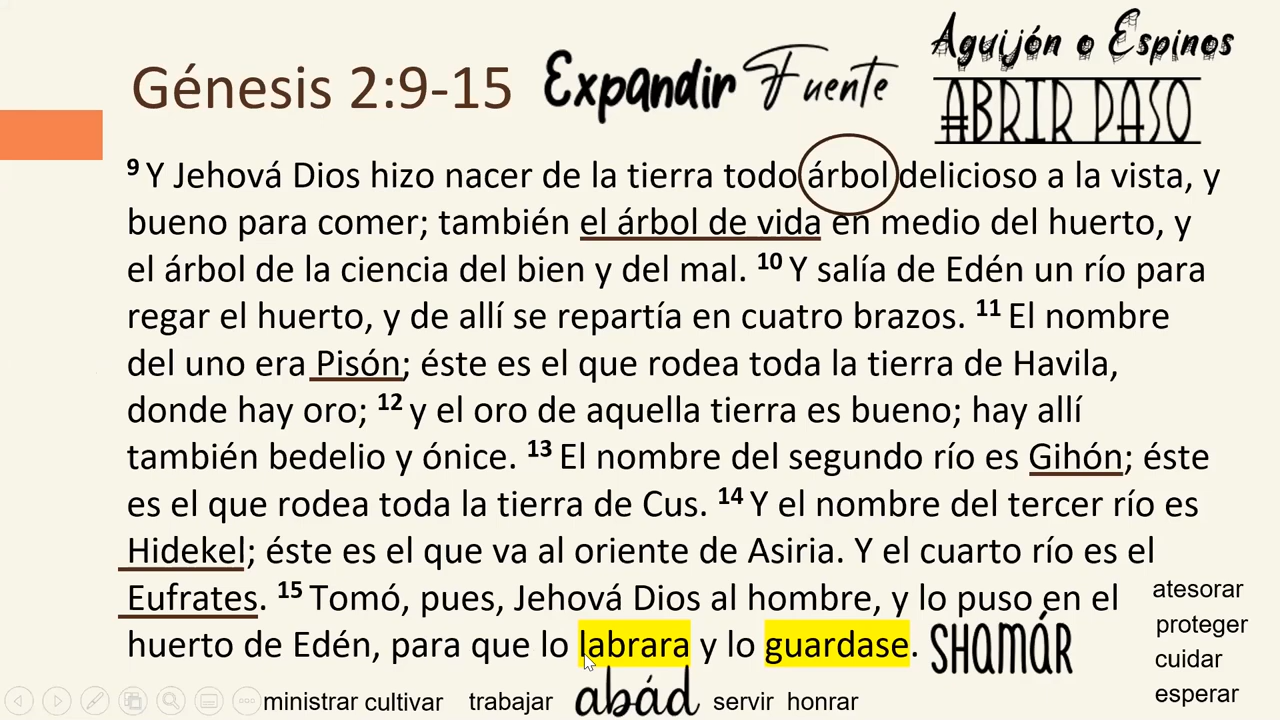 Génesis 2:9-15
Expandir Fuente
Aguijón o Espinos
ABRIR PASO
9 Y Jehová Dios hizo nacer de la tierra todo árbol delicioso a la vista, y
bueno para comer; también el árbol de vida en medio del huerto, y
el árbol de la ciencia del bien y del mal. 10 Y salía de Edén un río para
regar el huerto, y de allí se repartía en cuatro brazos. 11 El nombre
del uno era Pisón; éste es el que rodea toda la tierra de Havila,
donde hay oro; 12 y el oro de aquella tierra es bueno; hay allí
también bedelio y ónice. 13 El nombre del segundo río es Gihón; éste
es el que rodea toda la tierra de Cus. 14 Y el nombre del tercer río es
Hidekel; éste es el que va al oriente de Asiria. Y el cuarto río es el
Eufrates. 15 Tomó, pues, Jehová Dios al hombre, y lo puso en el
huerto de Edén, para que lo labrara y lo guardase. SHAMÁR
atesorar
proteger
cuidar
esperar
ministrar cultivar trabajar abád servir honrar